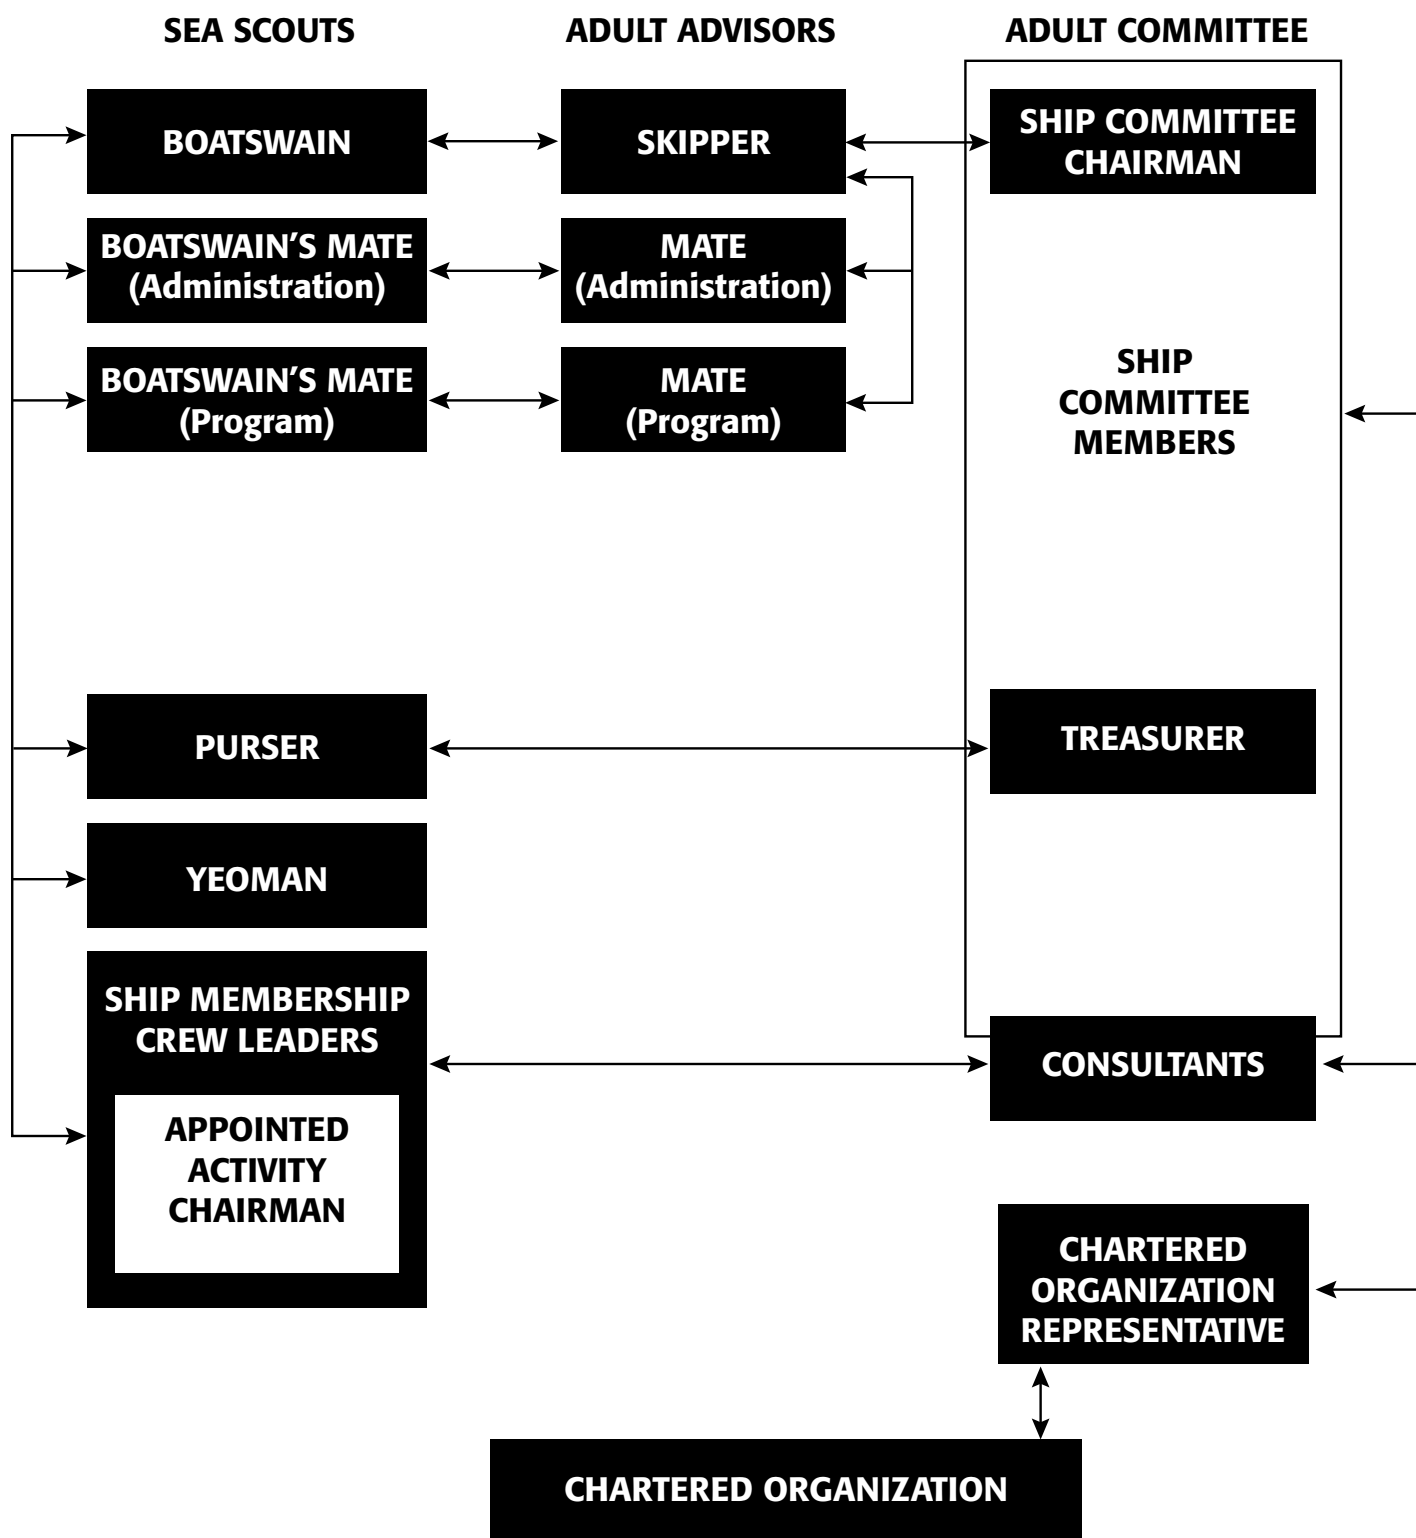 SEA SCOUTS
ADULT ADVISORS
ADULT COMMITTEE
BOATSWAIN
SKIPPER
SHIP COMMITTEE
CHAIRMAN
BOATSWAIN’S MATE
(Administration)
MATE
(Administration)
BOATSWAIN’S MATE
(Program)
MATE
(Program)
SHIP
COMMITTEE
MEMBERS
PURSER
TREASURER
YEOMAN
SHIP MEMBERSHIP
CREW LEADERS
CONSULTANTS
APPOINTED
ACTIVITY
CHAIRMAN
CHARTERED
ORGANIZATION
REPRESENTATIVE
CHARTERED ORGANIZATION